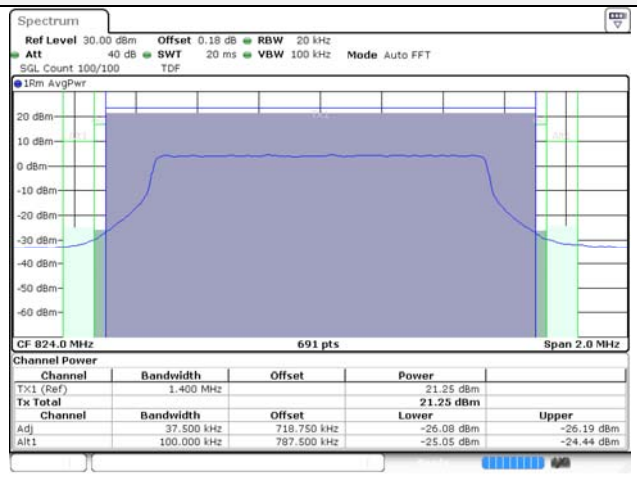 Spectrum
Ref Level 30.00 dBm Offset 0.18 dB RBW 20 kHz
Att 40 dB SWT 20 ms VBW 100 kHz Mode Auto FFT
SGL Count 100/100 TDF
1Rm AvgPwr
20 dBm
10 dBm
0 dBm
-10 dBm
-20 dBm
-30 dBm
-40 dBm
-50 dBm
-60 dBm
CF 824.0 MHz 691 pts Span 2.0 MHz
Channel Power
Channel Bandwidth Offset Power
TX1 (Ref) 1.400 MHz 21.25 dBm
Tx Total 21.25 dBm
Channel Bandwidth Offset Lower Upper
Adj 37.500 kHz 718.750 kHz -26.08 dBm -26.19 dBm
Alt1 100.000 kHz 787.500 kHz -25.05 dBm -24.44 dBm